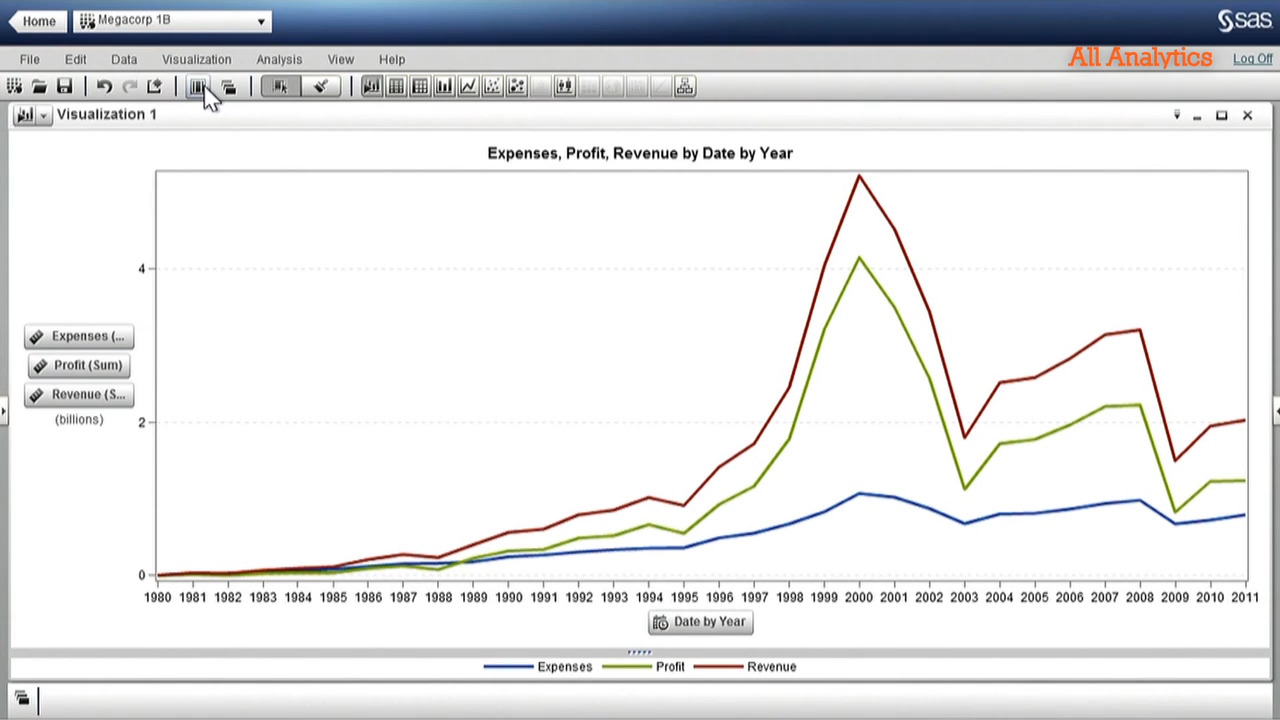 Home
Megacorp 1B
sas
File Edit Data Visualization Analysis View Help
All Analytics
Log Off
Visualization 1
Expenses, Profit, Revenue by Date by Year
4
2
0
Expenses (...
Profit (Sum)
Revenue (S...
(billions)
1980 1981 1982 1983 1984 1985 1986 1987 1988 1989 1990 1991 1992 1993 1994 1995 1996 1997 1998 1999 2000 2001 2002 2003 2004 2005 2006 2007 2008 2009 2010 2011
Date by Year
Expenses Profit Revenue